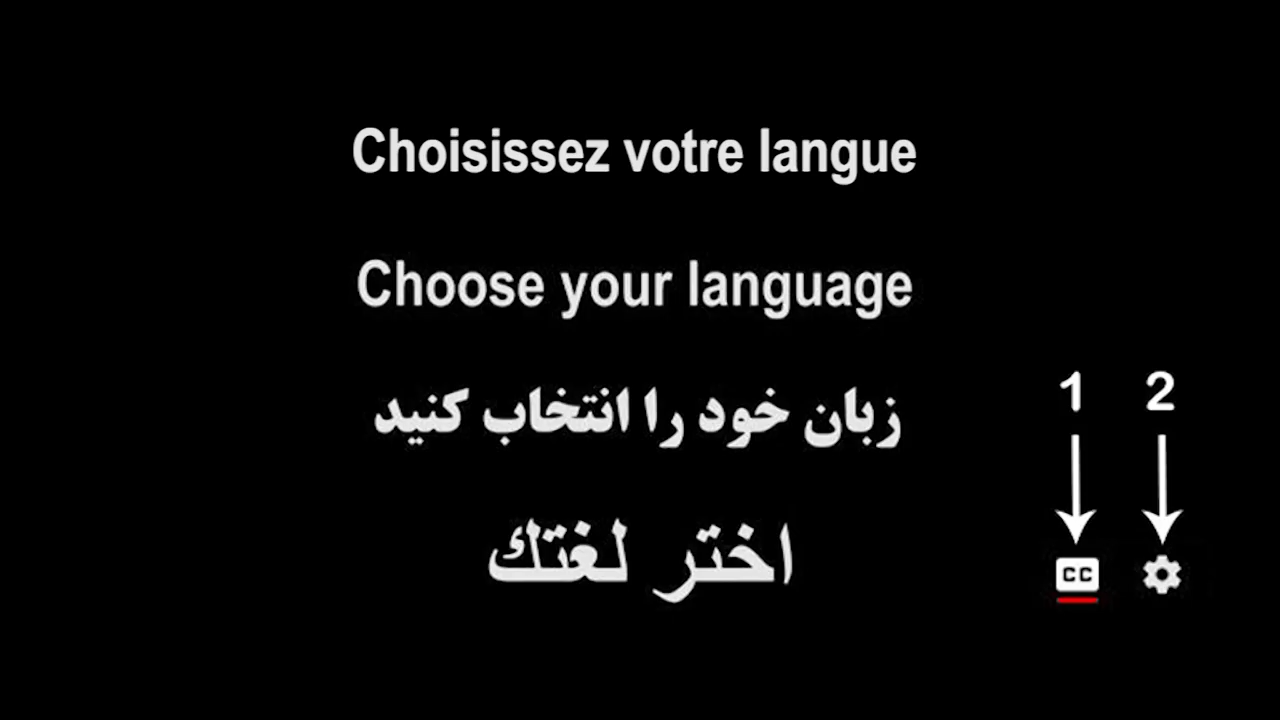 Choisissez votre langue
Choose your language
زبان خود را انتخاب کنید
اختر لغتك
1 2
CC